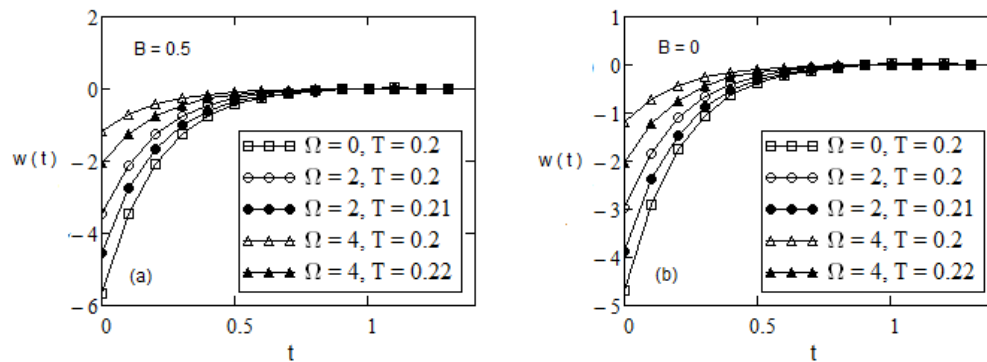 2
B = 0.5
0
w ( t )
−2
Ω = 0, T = 0.2
Ω = 2, T = 0.2
Ω = 2, T = 0.21
−4
Ω = 4, T = 0.2
Ω = 4, T = 0.22
(a)
−6
0
0.5
1
t
1
B = 0
0
−1
w ( t )
−2
Ω = 0, T = 0.2
Ω = 2, T = 0.2
−3
Ω = 2, T = 0.21
Ω = 4, T = 0.2
−4
Ω = 4, T = 0.22
(b)
−5
0
0.5
1
t